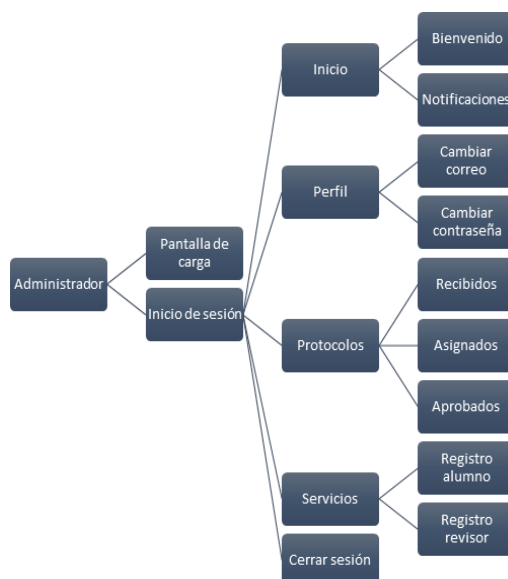 Administrador
Pantalla de
carga
Inicio de sesión
Inicio
Bienvenido
Notificaciones
Perfil
Cambiar
correo
Cambiar
contraseña
Protocolos
Recibidos
Asignados
Aprobados
Servicios
Registro
alumno
Registro
revisor
Cerrar sesión